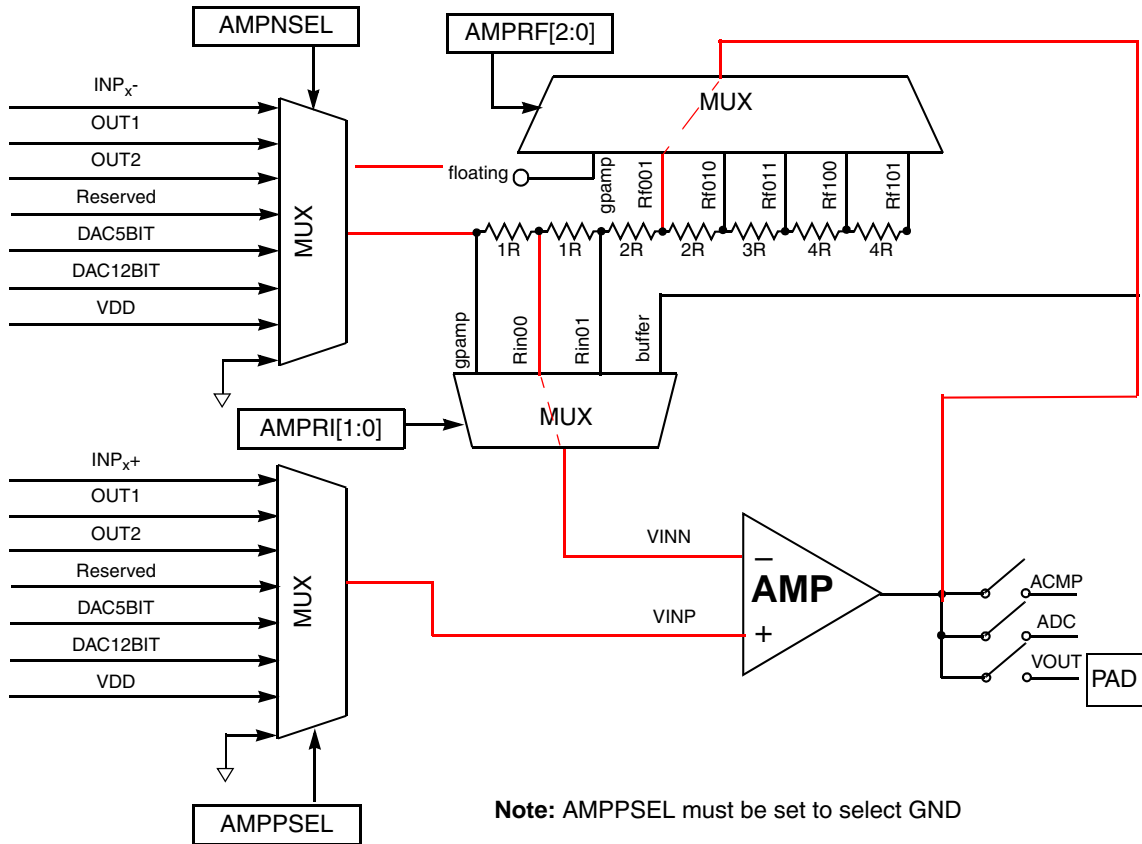 AMPNSEL
AMPRF[2:0]
INPx-
OUT1
OUT2
Reserved
DAC5BIT
DAC12BIT
VDD
MUX
MUX
floating
gpamp
Rf001
Rf010
Rf011
Rf100
Rf101
1R
1R
2R
2R
3R
4R
4R
gpamp
Rin00
Rin01
buffer
MUX
AMPRI[1:0]
INPx+
OUT1
OUT2
Reserved
DAC5BIT
DAC12BIT
VDD
MUX
VINN
VINP
−
AMP
+
ACMP
ADC
VOUT
PAD
AMPPSEL
Note: AMPPSEL must be set to select GND